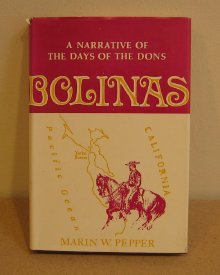 A NARRATIVE OF
THE DAYS OF THE DONS
BOLINAS
CALIFORNIA
Pacific Ocean
MARIN W. PEPPER